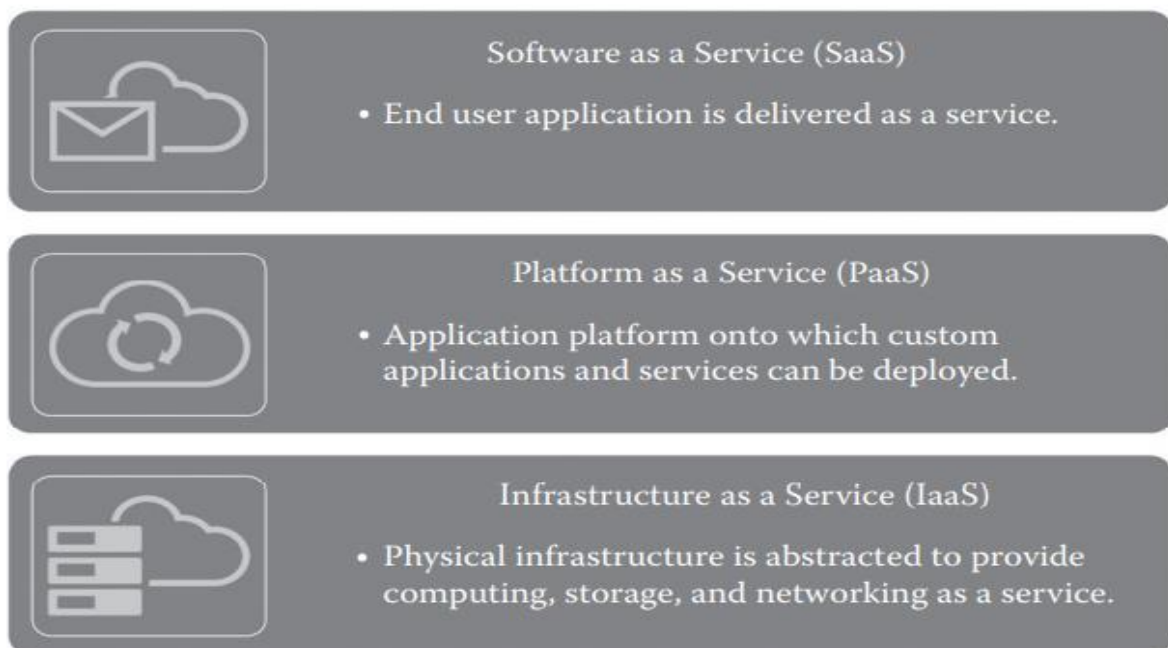 Software as a Service (SaaS)
• End user application is delivered as a service.
Platform as a Service (PaaS)
• Application platform onto which custom
applications and services can be deployed.
Infrastructure as a Service (IaaS)
• Physical infrastructure is abstracted to provide
computing, storage, and networking as a service.